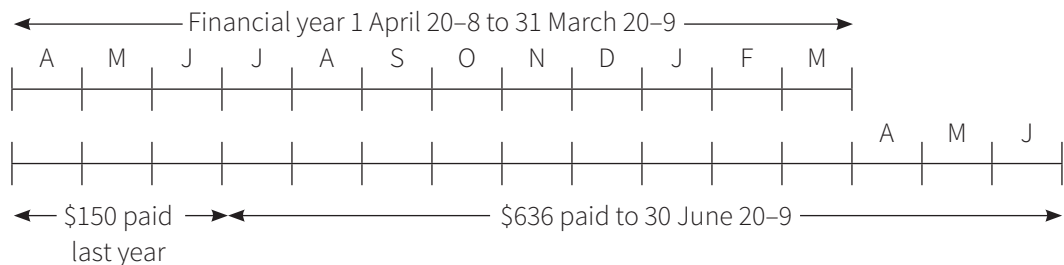 Financial year 1 April 20–8 to 31 March 20–9
A M J J A S O N D J F M
A M J
$150 paid $636 paid to 30 June 20–9
last year